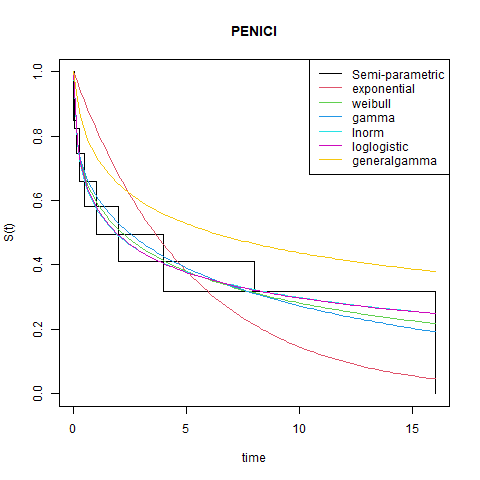 PENICI
Semi-parametric
exponential
weibull
gamma
lnorm
loglogistic
generalgamma
S(t)
1.0
0.8
0.6
0.4
0.2
0.0
0 5 10 15
time